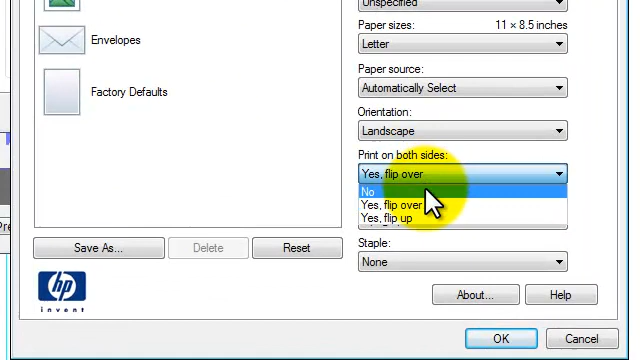 Unspecified
Paper sizes: 11 × 8.5 inches
Letter
Envelopes
Paper source:
Automatically Select
Factory Defaults
Orientation:
Landscape
Print on both sides:
Yes, flip over
No
Yes, flip over
Yes, flip up
Staple:
None
Save As...
Delete
Reset
hp
invent
About...
Help
OK
Cancel